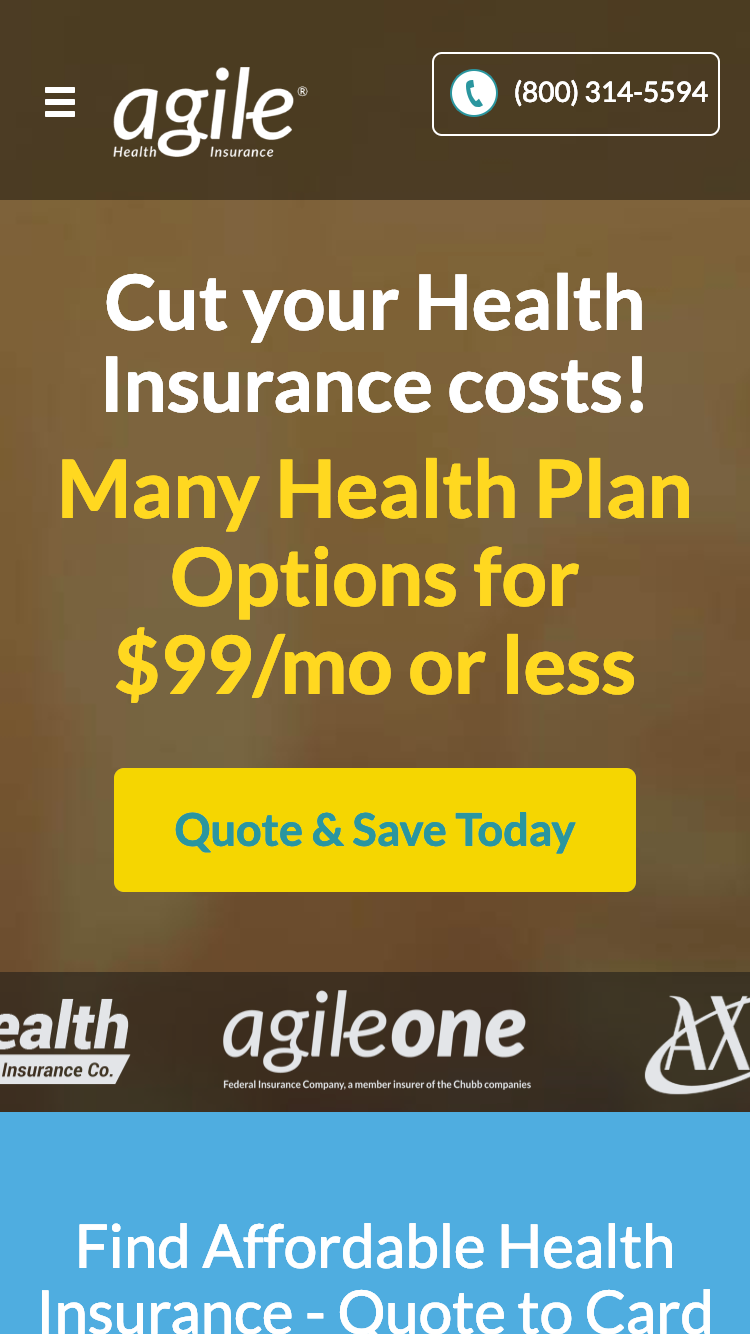 agile®
Health Insurance
(800) 314-5594
Cut your Health
Insurance costs!
Many Health Plan
Options for
$99/mo or less
Quote & Save Today
ealth
Insurance Co.
agileone
Federal Insurance Company, a member insurer of the Chubb companies
AX
Find Affordable Health
Insurance - Quote to Card